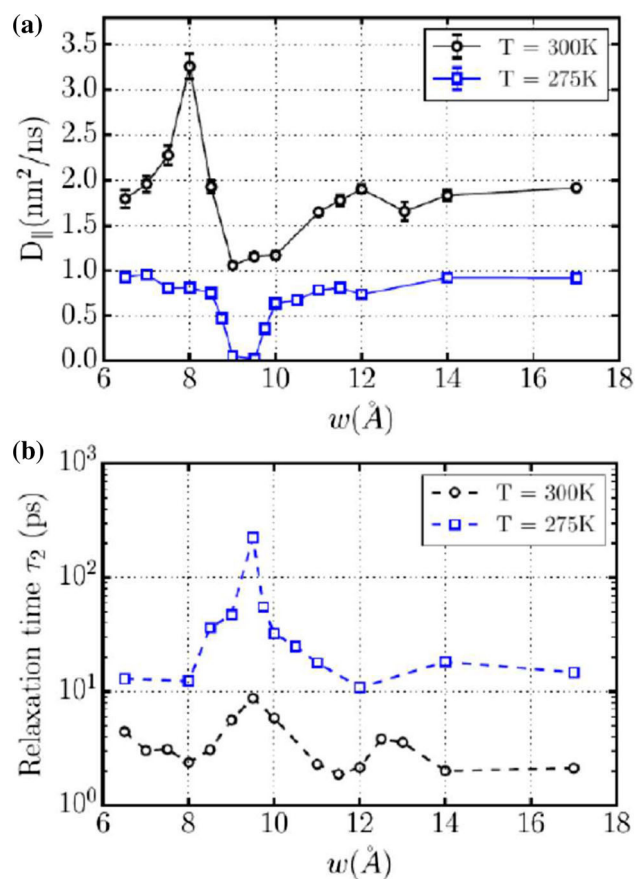 (a)
3.5
3.0
2.5
2.0
1.5
1.0
0.5
0.0
D∥(nm²/ns)
T = 300K
T = 275K
6 8 10 12 14 16 18
w(Å)
(b)
10³
10²
10¹
10⁰
Relaxation time τ₂ (ps)
T = 300K
T = 275K
6 8 10 12 14 16 18
w(Å)